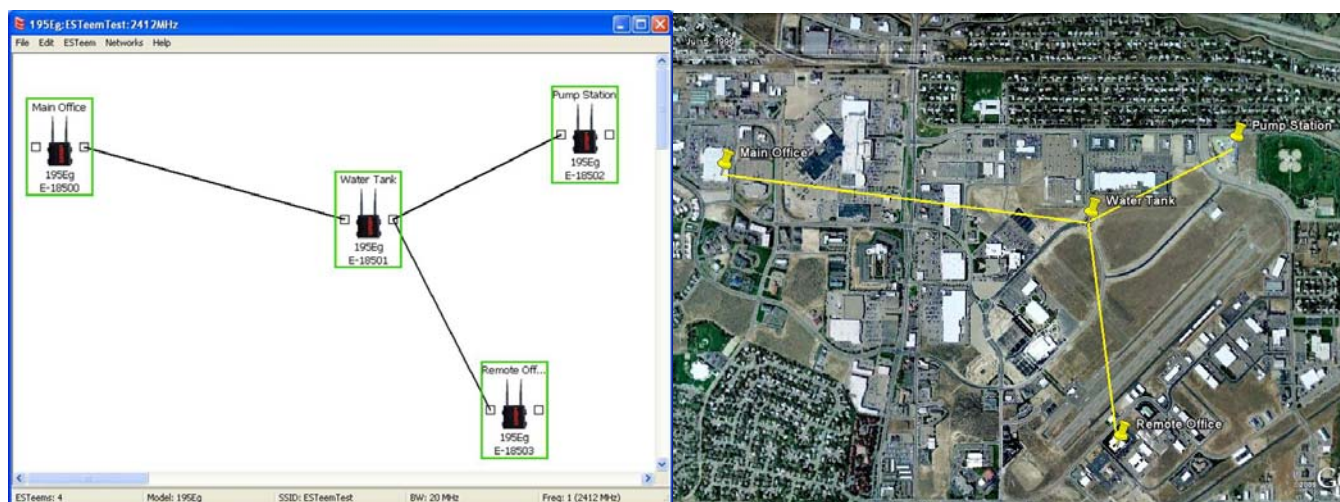 195Eg:ESTeemTest:2412MHz
File Edit ESTeem Networks Help
Main Office
195Eg
E-18500
Pump Station
195Eg
E-18502
Water Tank
195Eg
E-18501
Remote Off...
195Eg
E-18503
ESTeems: 4 Model: 195Eg SSID: ESTeemTest BW: 20 MHz Freq: 1 (2412 MHz)
Main Office
Pump Station
Water Tank
Remote Office